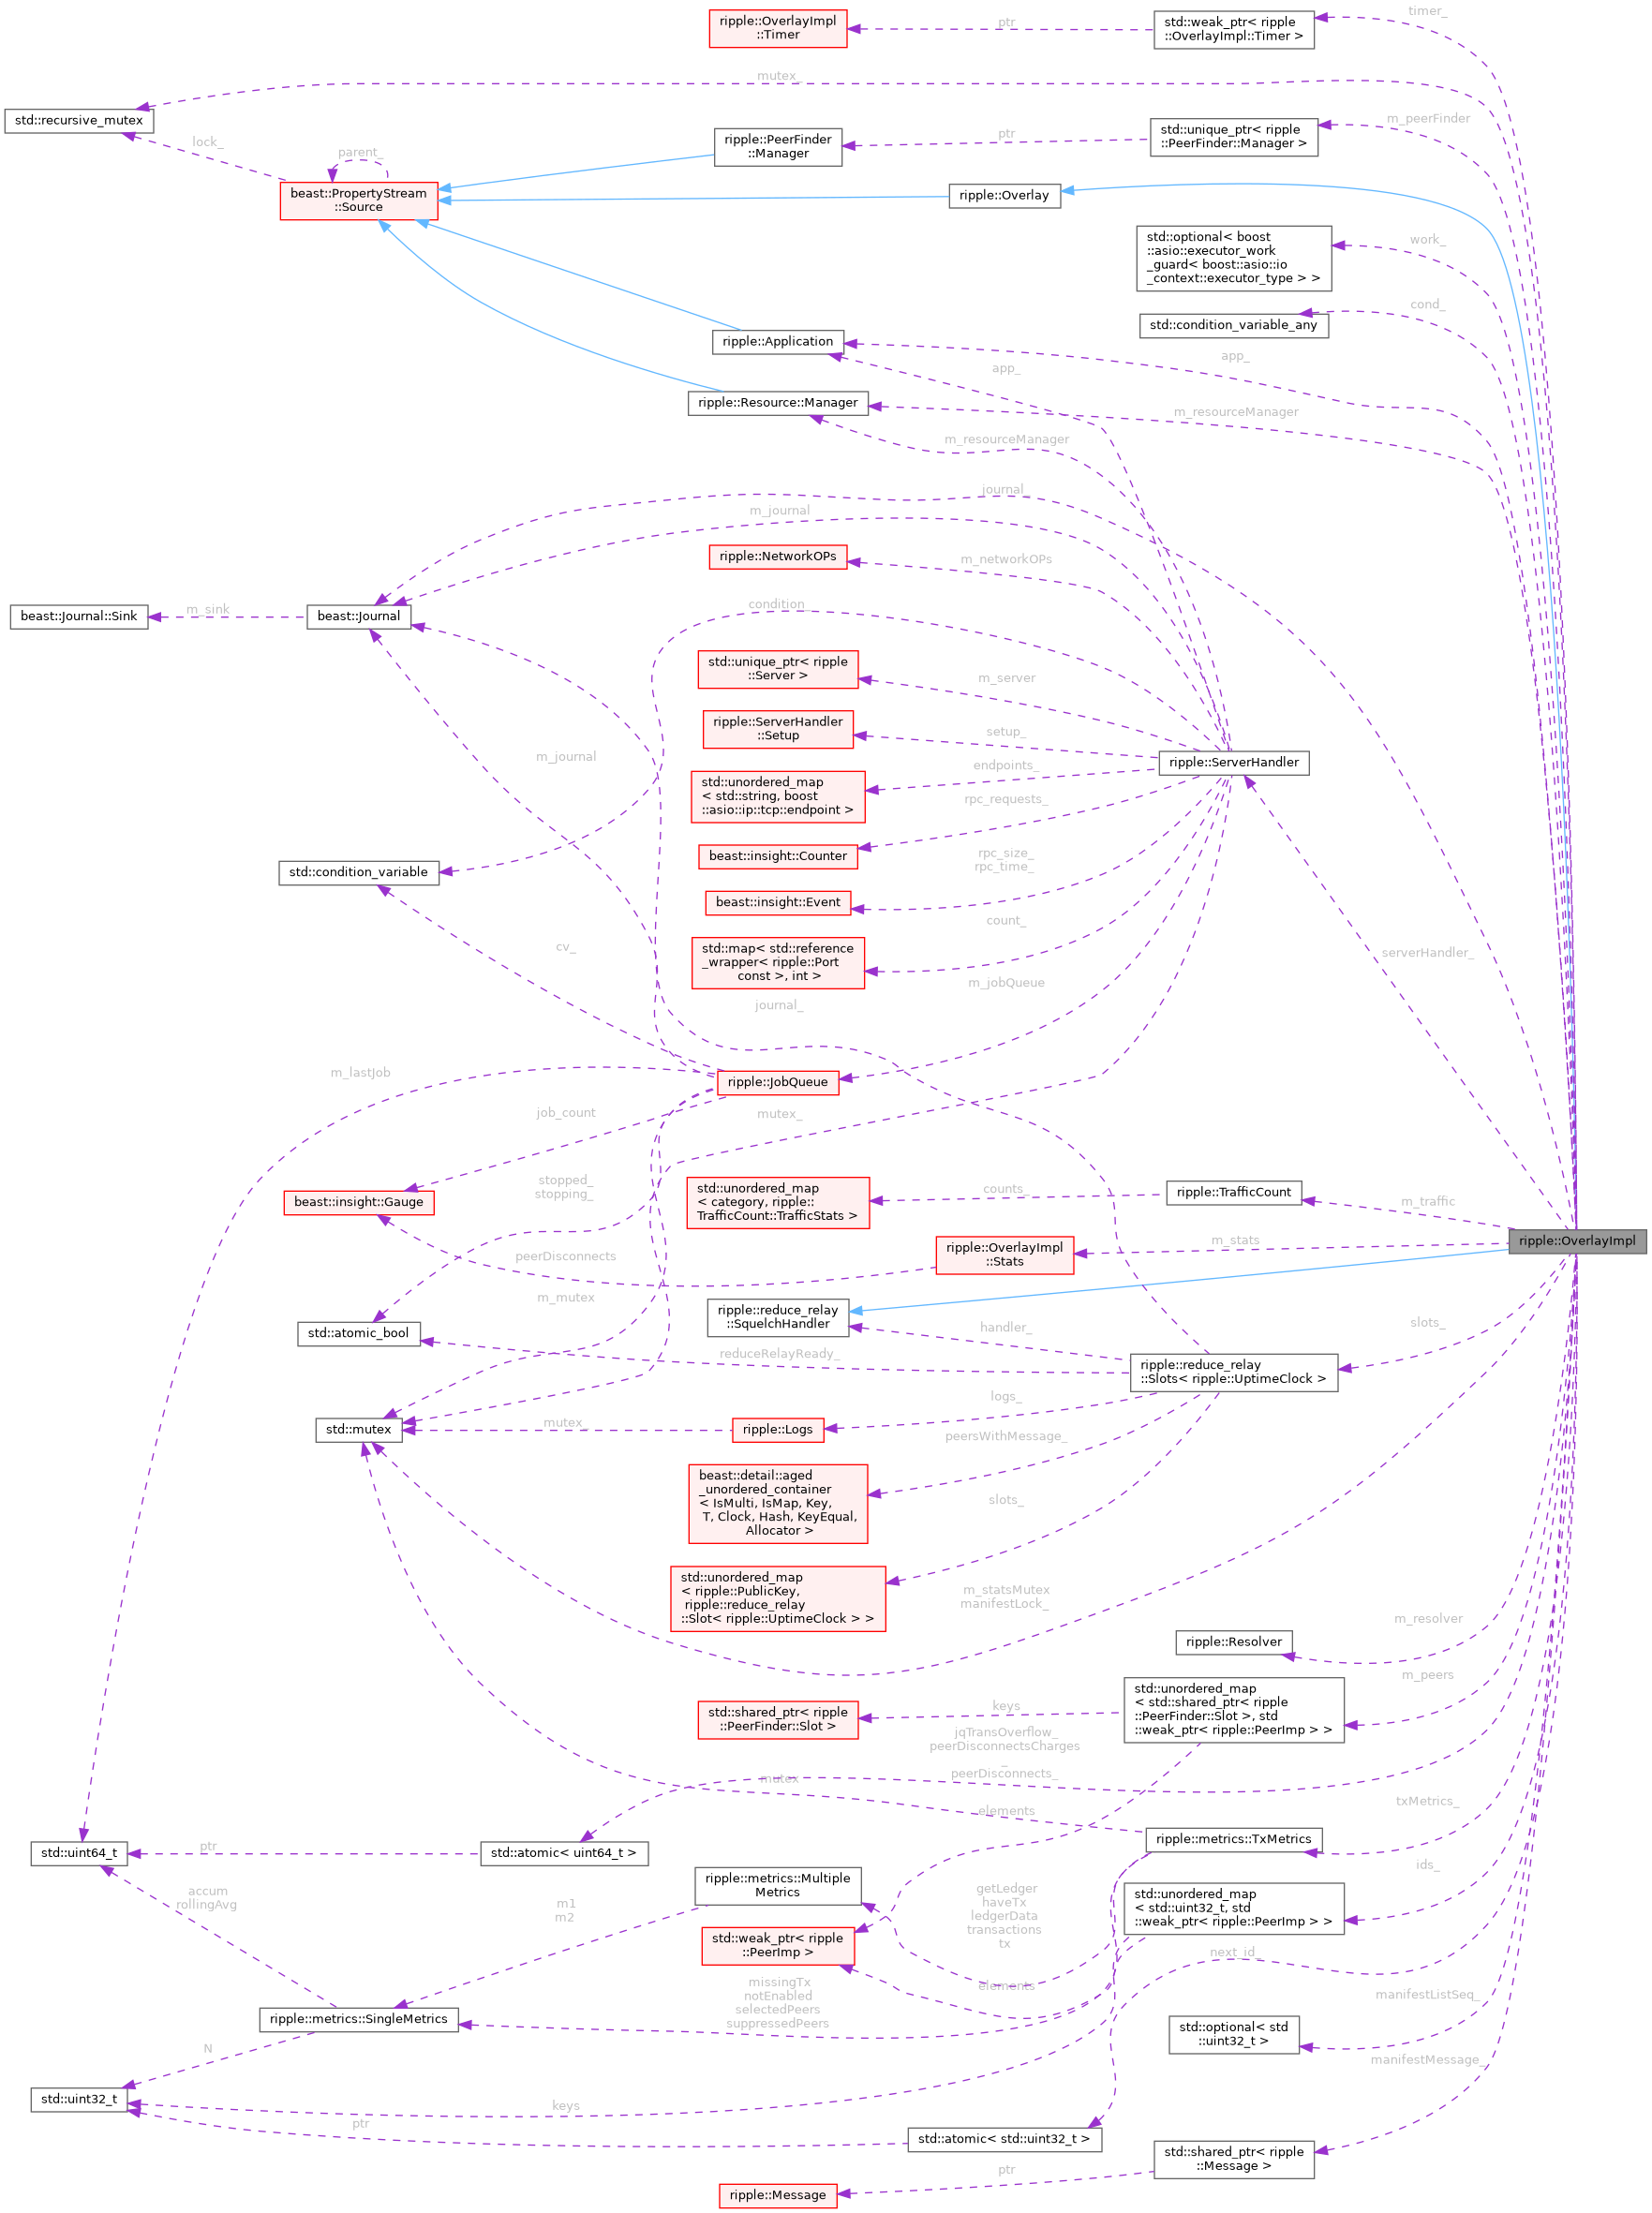 timer_
ripple::OverlayImpl
::Timer
ptr
std::weak_ptr< ripple
::OverlayImpl::Timer >
mutex_
std::recursive_mutex
lock_
parent_
beast::PropertyStream
::Source
ripple::PeerFinder
::Manager
ptr
std::unique_ptr< ripple
::PeerFinder::Manager >
m_peerFinder
ripple::Overlay
std::optional< boost
::asio::executor_work
_guard< boost::asio::io
_context::executor_type > >
work_
std::condition_variable_any
cond_
ripple::Application
app_
app_
ripple::Resource::Manager
m_resourceManager
m_resourceManager
journal_
m_journal
ripple::NetworkOPs
m_networkOPs
beast::Journal::Sink
m_sink
beast::Journal
condition_
std::unique_ptr< ripple
::Server >
m_server
ripple::ServerHandler
::Setup
setup_
m_journal
ripple::ServerHandler
std::unordered_map
< std::string, boost
::asio::ip::tcp::endpoint >
endpoints_
rpc_requests_
beast::insight::Counter
std::condition_variable
rpc_size_
rpc_time_
beast::insight::Event
count_
std::map< std::reference
_wrapper< ripple::Port
const >, int >
cv_
serverHandler_
m_jobQueue
journal_
m_lastJob
ripple::JobQueue
job_count
mutex_
stopped_
stopping_
beast::insight::Gauge
std::unordered_map
< category, ripple::
TrafficCount::TrafficStats >
counts_
ripple::TrafficCount
m_traffic
ripple::OverlayImpl
m_stats
ripple::OverlayImpl
::Stats
peerDisconnects
m_mutex
ripple::reduce_relay
::SquelchHandler
handler_
std::atomic_bool
reduceRelayReady_
slots_
ripple::reduce_relay
::Slots< ripple::UptimeClock >
logs_
std::mutex
mutex_
ripple::Logs
peersWithMessage_
beast::detail::aged
_unordered_container
< IsMulti, IsMap, Key,
T, Clock, Hash, KeyEqual,
Allocator >
slots_
std::unordered_map
< ripple::PublicKey,
ripple::reduce_relay
::Slot< ripple::UptimeClock > >
m_statsMutex
manifestLock_
m_resolver
ripple::Resolver
m_peers
std::unordered_map
< std::shared_ptr< ripple
::PeerFinder::Slot >, std
::weak_ptr< ripple::PeerImp > >
keys
std::shared_ptr< ripple
::PeerFinder::Slot >
jqTransOverflow_
peerDisconnectsCharges
_
peerDisconnects_
mutex
elements
txMetrics_
ripple::metrics::TxMetrics
std::uint64_t
ptr
std::atomic< uint64_t >
ids_
ripple::metrics::Multiple
Metrics
accum
rollingAvg
m1
m2
getLedger
haveTx
ledgerData
transactions
tx
std::unordered_map
< std::uint32_t, std
::weak_ptr< ripple::PeerImp > >
std::weak_ptr< ripple
::PeerImp >
next_id_
elements
missingTx
notEnabled
selectedPeers
suppressedPeers
manifestListSeq_
ripple::metrics::SingleMetrics
std::optional< std
::uint32_t >
N
manifestMessage_
std::uint32_t
keys
ptr
std::atomic< std::uint32_t >
std::shared_ptr< ripple
::Message >
ptr
ripple::Message